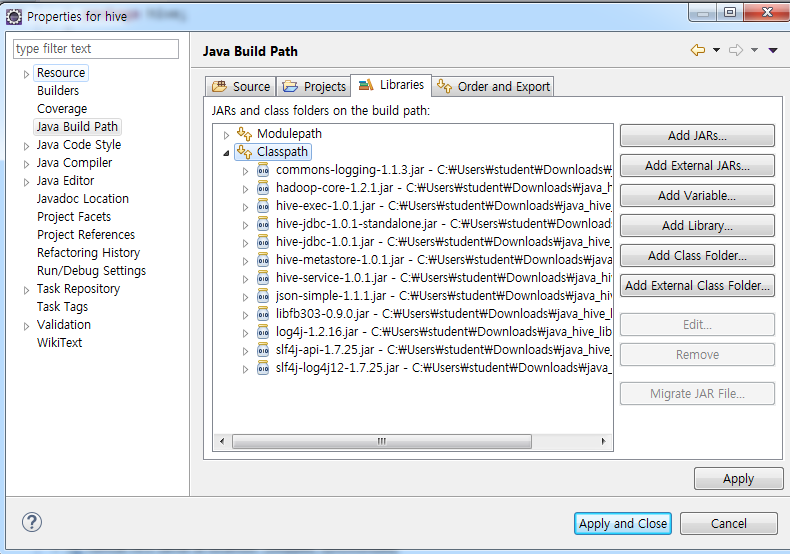 Properties for hive
type filter text
Resource
Builders
Coverage
Java Build Path
Java Code Style
Java Compiler
Java Editor
Javadoc Location
Project Facets
Project References
Refactoring History
Run/Debug Settings
Task Repository
Task Tags
Validation
WikiText
Java Build Path
Source Projects Libraries Order and Export
JARs and class folders on the build path:
Modulepath
Classpath
commons-logging-1.1.3.jar - C:₩Users₩student₩Downloads₩
hadoop-core-1.2.1.jar - C:₩Users₩student₩Downloads₩java_h
hive-exec-1.0.1.jar - C:₩Users₩student₩Downloads₩java_hive_
hive-jdbc-1.0.1-standalone.jar - C:₩Users₩student₩Downloads
hive-jdbc-1.0.1.jar - C:₩Users₩student₩Downloads₩java_hive_
hive-metastore-1.0.1.jar - C:₩Users₩student₩Downloads₩java
hive-service-1.0.1.jar - C:₩Users₩student₩Downloads₩java_hi
json-simple-1.1.1.jar - C:₩Users₩student₩Downloads₩java_hiv
libfb303-0.9.0.jar - C:₩Users₩student₩Downloads₩java_hive_l
log4j-1.2.16.jar - C:₩Users₩student₩Downloads₩java_hive_lib
slf4j-api-1.7.25.jar - C:₩Users₩student₩Downloads₩java_hive
slf4j-log4j12-1.7.25.jar - C:₩Users₩student₩Downloads₩java_
Add JARs...
Add External JARs...
Add Variable...
Add Library...
Add Class Folder...
Add External Class Folder...
Edit...
Remove
Migrate JAR File...
Apply
Apply and Close
Cancel